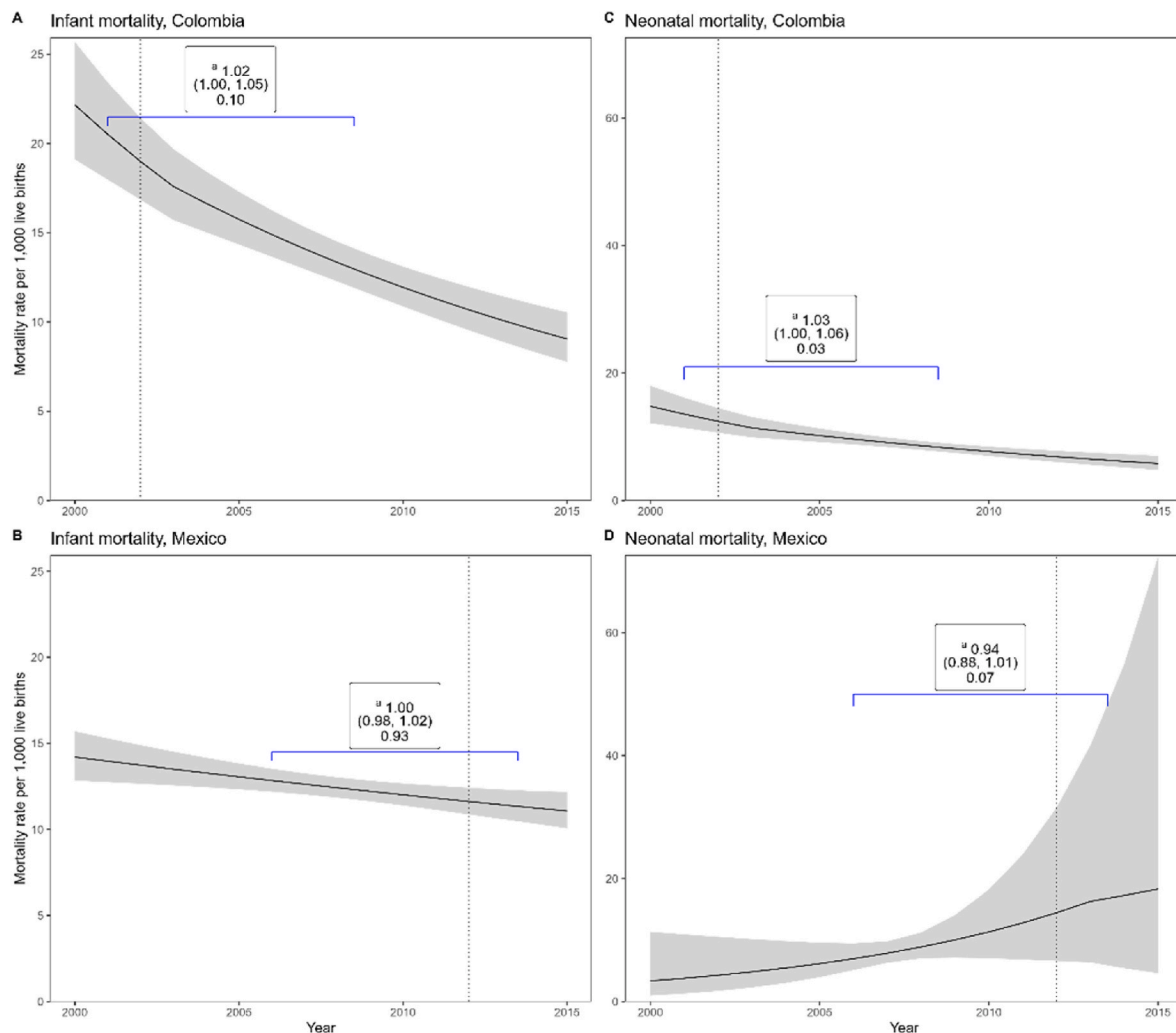 A Infant mortality, Colombia
Mortality rate per 1,000 live births
25
20
15
10
5
0
a 1.02
(1.00, 1.05)
0.10
2000 2005 2010 2015
C Neonatal mortality, Colombia
60
40
20
0
a 1.03
(1.00, 1.06)
0.03
2000 2005 2010 2015
B Infant mortality, Mexico
Mortality rate per 1,000 live births
25
20
15
10
5
0
a 1.00
(0.98, 1.02)
0.93
2000 2005 2010 2015
Year
D Neonatal mortality, Mexico
60
40
20
0
a 0.94
(0.88, 1.01)
0.07
2000 2005 2010 2015
Year